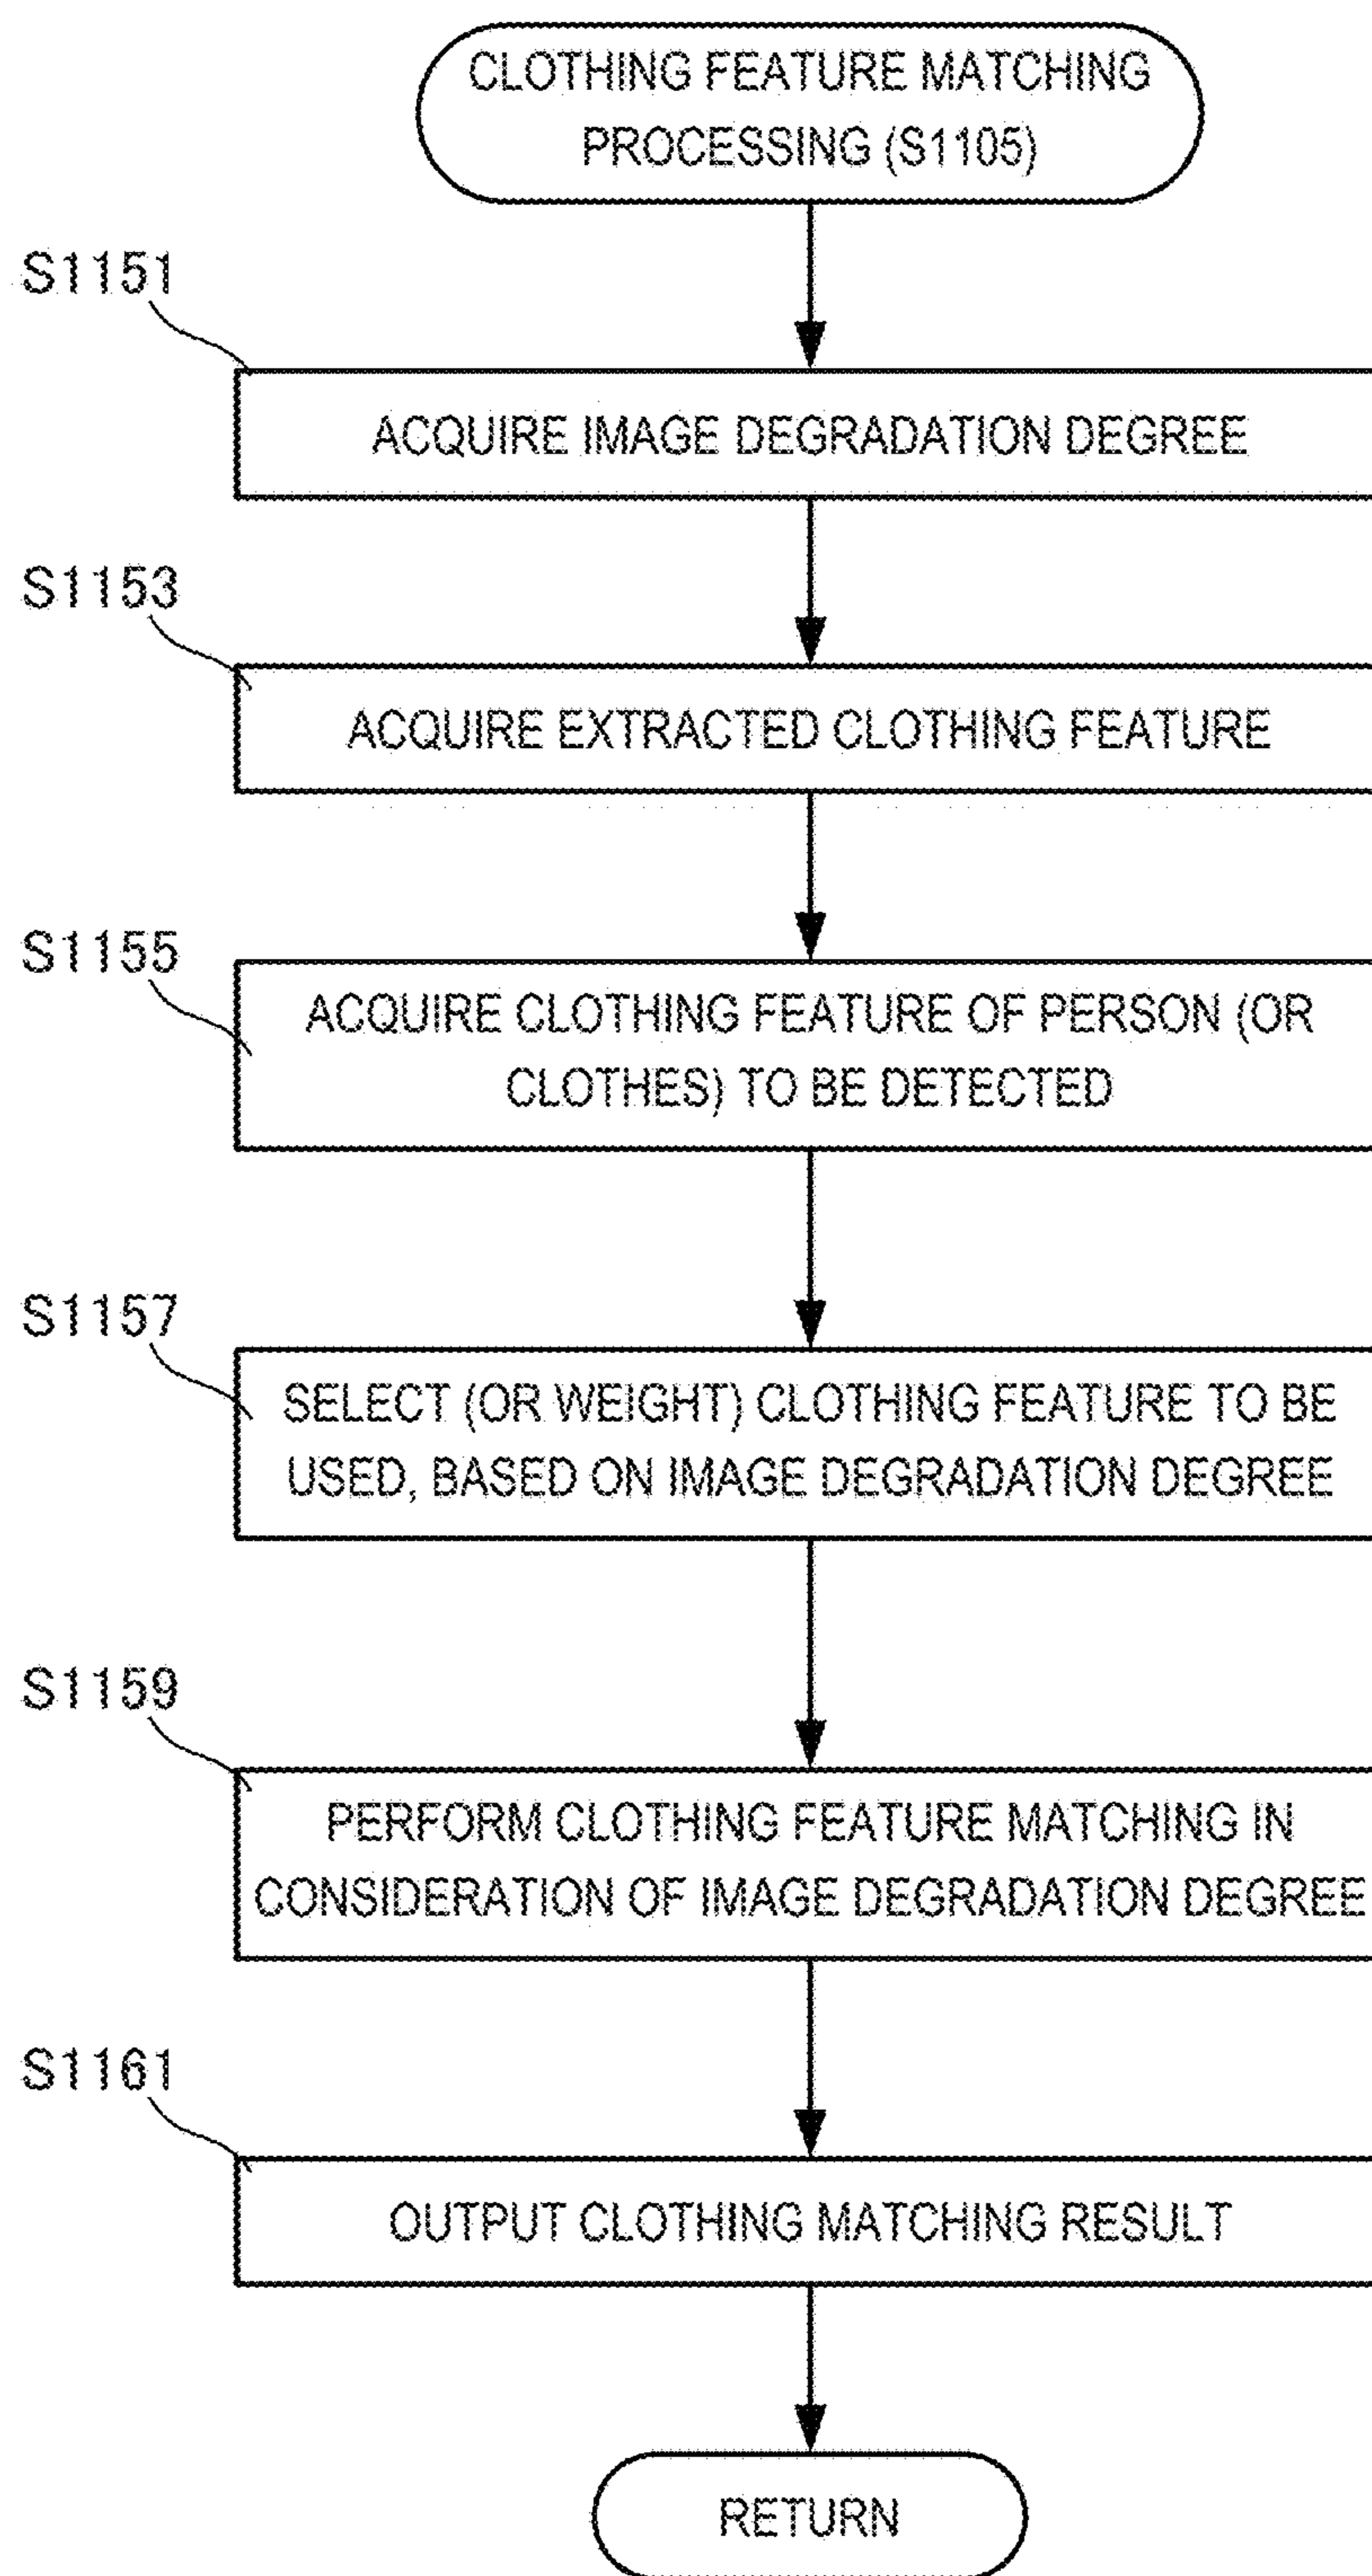 CLOTHING FEATURE MATCHING
PROCESSING (S1105)
S1151
ACQUIRE IMAGE DEGRADATION DEGREE
S1153
ACQUIRE EXTRACTED CLOTHING FEATURE
S1155
ACQUIRE CLOTHING FEATURE OF PERSON (OR
CLOTHES) TO BE DETECTED
S1157
SELECT (OR WEIGHT) CLOTHING FEATURE TO BE
USED, BASED ON IMAGE DEGRADATION DEGREE
S1159
PERFORM CLOTHING FEATURE MATCHING IN
CONSIDERATION OF IMAGE DEGRADATION DEGREE
S1161
OUTPUT CLOTHING MATCHING RESULT
RETURN